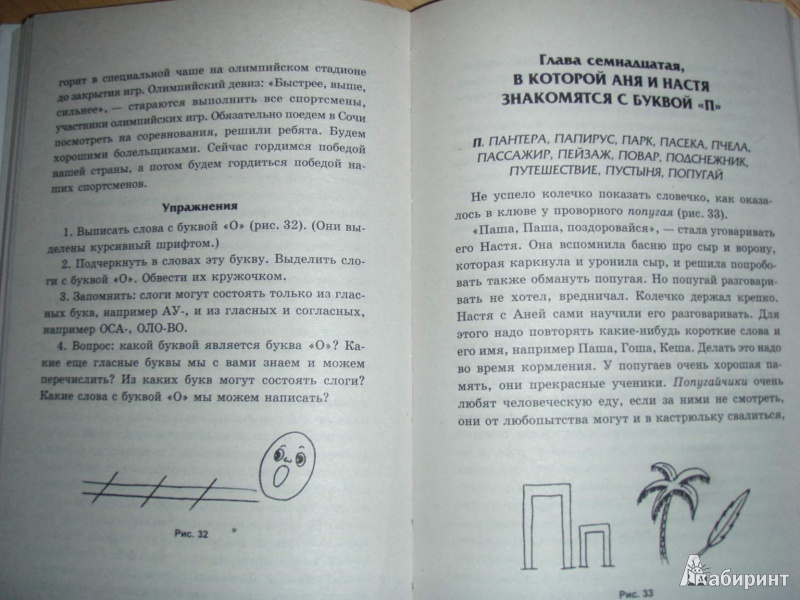 горит в специальной чаше на олимпийском стадионе
до закрытия игр. Олимпийский девиз: «Быстрее, выше,
сильнее», — стараются выполнить все спортсмены,
участники олимпийских игр. Обязательно поедем в Сочи
посмотреть на соревнования, решили ребята. Будем
хорошими болельщиками. Сейчас гордимся победой
нашей страны, а потом будем гордиться победой на-
ших спортсменов.
Упражнения
1. Выписать слова с буквой «О» (рис. 32). (Они вы-
делены курсивный шрифтом.)
2. Подчеркнуть в словах эту букву. Выделить сло-
ги с буквой «О». Обвести их кружочком.
3. Запомнить: слоги могут состоять только из глас-
ных букв, например АУ-, и из гласных и согласных,
например ОСА-, ОЛО-ВО.
4. Вопрос: какой буквой является буква «О»? Ка-
кие еще гласные буквы мы с вами знаем и можем
перечислить? Из каких букв могут состоять слоги?
Какие слова с буквой «О» мы можем написать?
Рис. 32
Глава семнадцатая,
В КОТОРОЙ АНЯ И НАСТЯ
ЗНАКОМЯТСЯ С БУКВОЙ «П»
П. ПАНТЕРА, ПАПИРУС, ПАРК, ПАСЕКА, ПЧЕЛА,
ПАССАЖИР, ПЕЙЗАЖ, ПОВАР, ПОДСНЕЖНИК,
ПУТЕШЕСТВИЕ, ПУСТЫНЯ, ПОПУГАЙ
Не успело колечко показать словечко, как оказа-
лось в клюве у проворного попугая (рис. 33).
«Паша, Паша, поздоровайся», — стала уговаривать
его Настя. Она вспомнила басню про сыр и ворону,
которая каркнула и уронила сыр, и решила попробо-
вать также обмануть попугая. Но попугай разговари-
вать не хотел, вредничал. Колечко держал крепко.
Настя с Аней сами научили его разговаривать. Для
этого надо повторять какие-нибудь короткие слова и
его имя, например Паша, Гоша, Кеша. Делать это надо
во время кормления. У попугаев очень хорошая па-
мять, они прекрасные ученики. Попугайчики очень
любят человеческую еду, если за ними не смотреть,
они от любопытства могут и в кастрюльку свалиться,
Пп
Рис. 33
Лабиринт